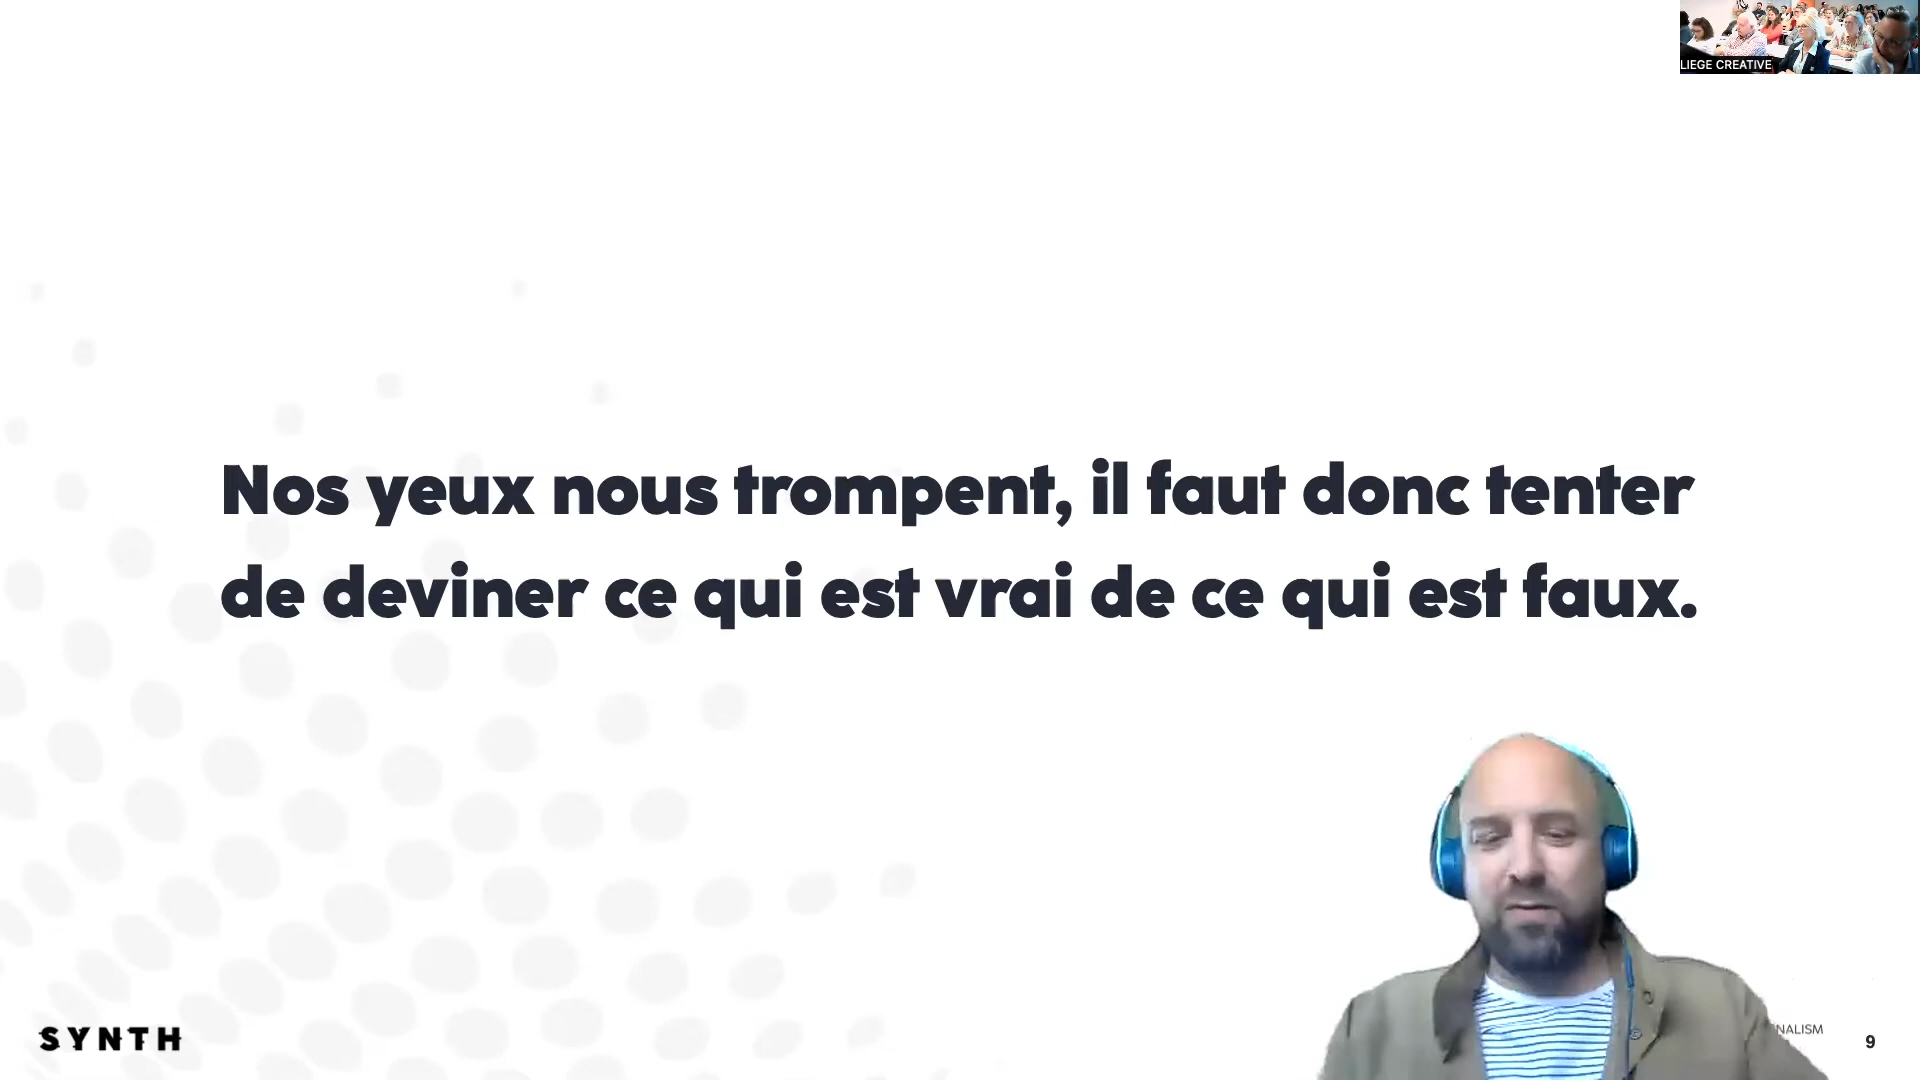 LIEGE CREATIVE
Nos yeux nous trompent, il faut donc tenter
de deviner ce qui est vrai de ce qui est faux.
SYNTH
NALISM
9